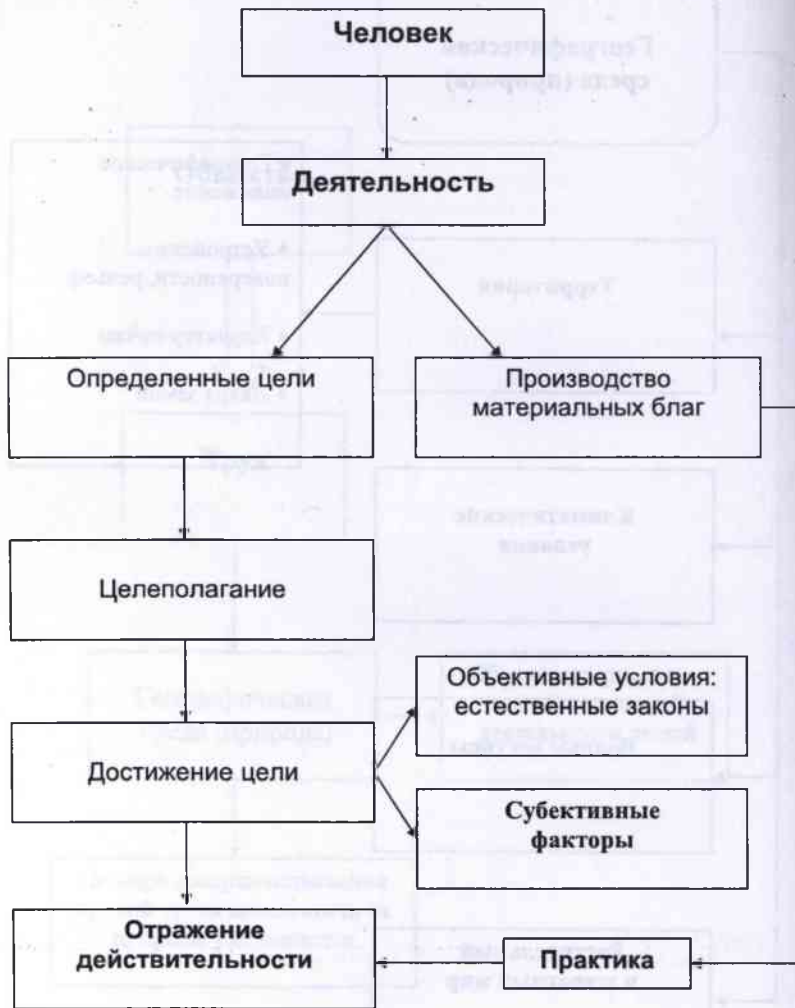 Человек
Деятельность
Определенные цели
Производство
материальных благ
Целеполагание
Объективные условия:
естественные законы
Достижение цели
Субективные
факторы
Отражение
действительности
Практика